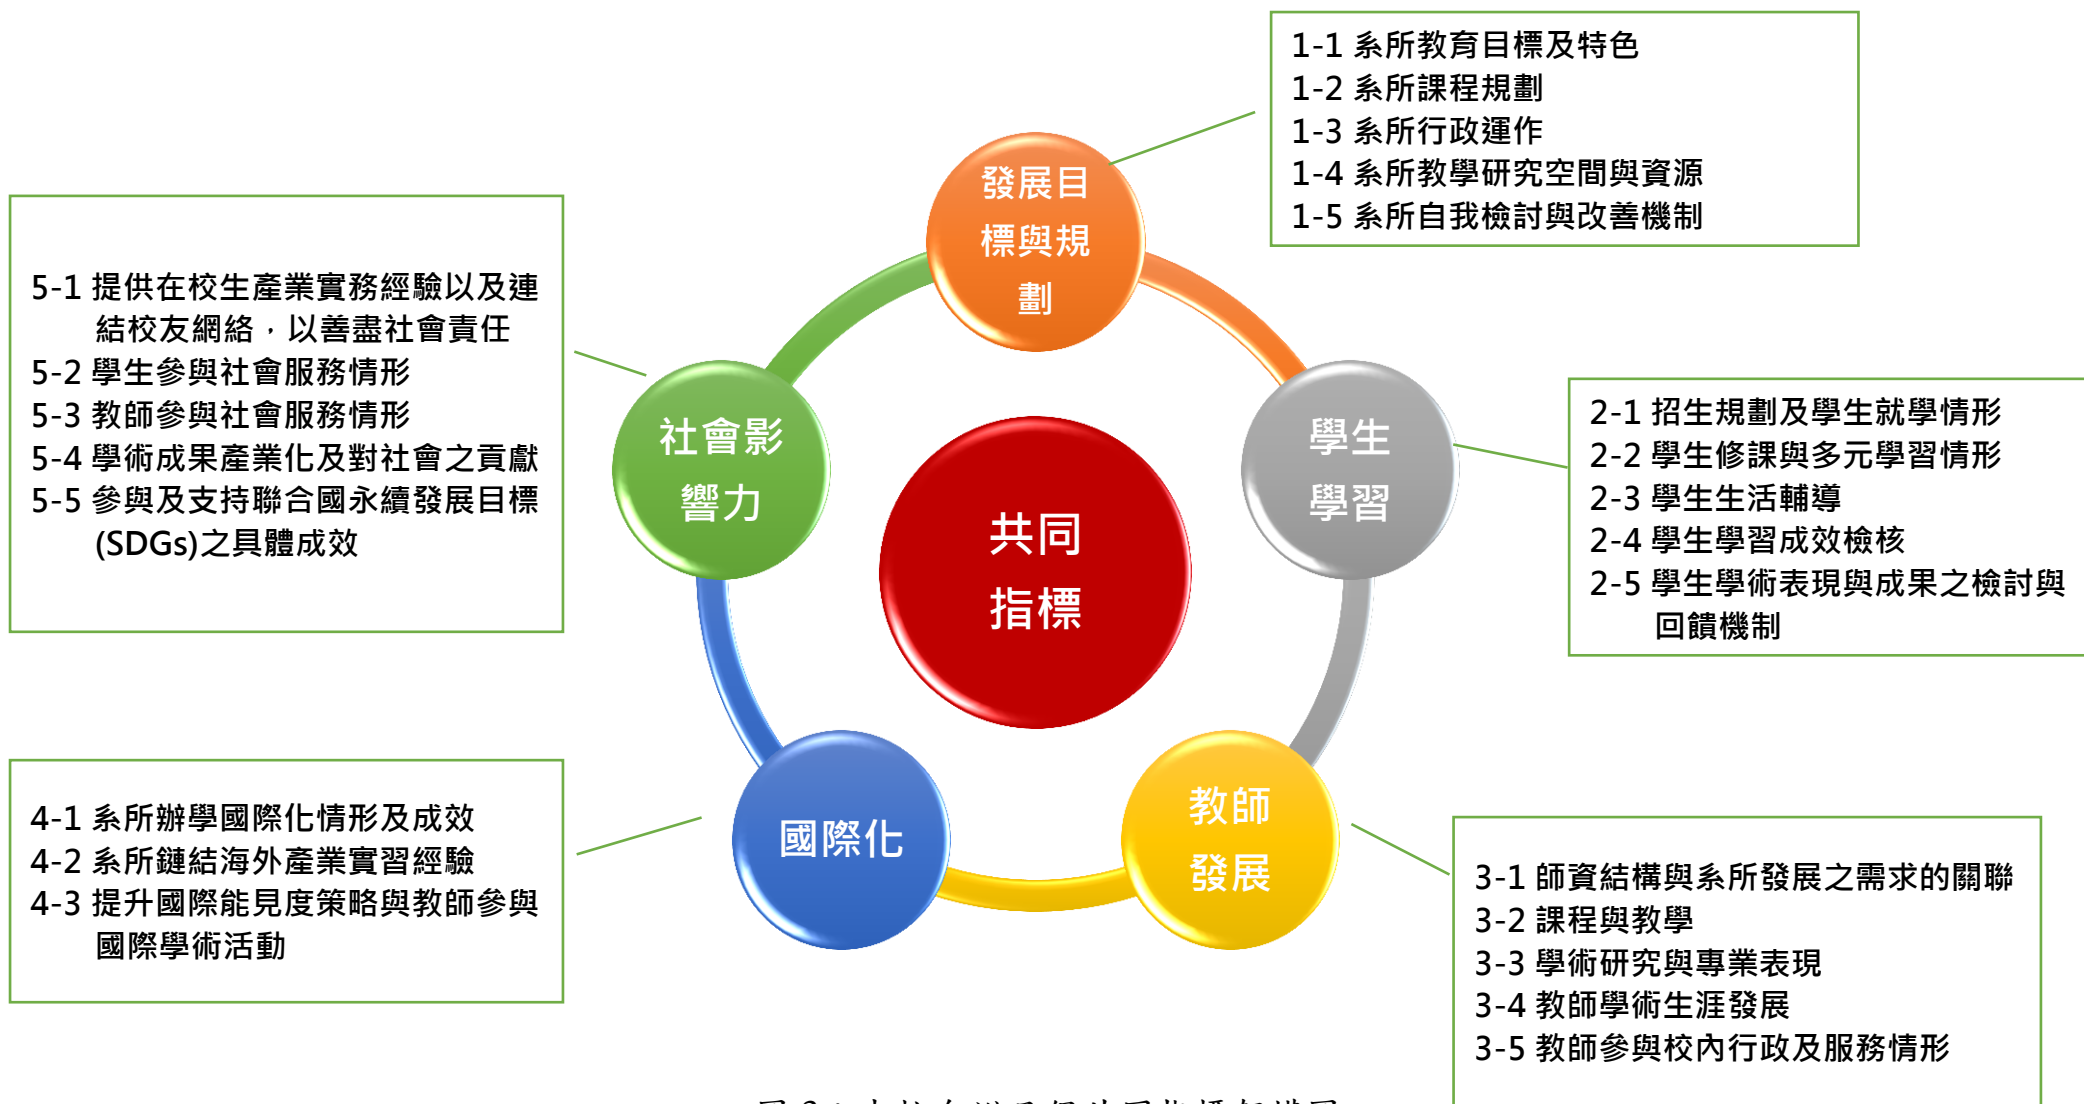 1-1 系所教育目標及特色
1-2 系所課程規劃
1-3 系所行政運作
1-4 系所教學研究空間與資源
1-5 系所自我檢討與改善機制
發展目
標與規
劃
5-1 提供在校生產業實務經驗以及連
結校友網絡，以善盡社會責任
5-2 學生參與社會服務情形
5-3 教師參與社會服務情形
5-4 學術成果產業化及對社會之貢獻
5-5 參與及支持聯合國永續發展目標
(SDGs)之具體成效
社會影
響力
學生
學習
2-1 招生規劃及學生就學情形
2-2 學生修課與多元學習情形
2-3 學生生活輔導
2-4 學生學習成效檢核
2-5 學生學術表現與成果之檢討與
回饋機制
共同
指標
4-1 系所辦學國際化情形及成效
4-2 系所鏈結海外產業實習經驗
4-3 提升國際能見度策略與教師參與
國際學術活動
國際化
教師
發展
3-1 師資結構與系所發展之需求的關聯
3-2 課程與教學
3-3 學術研究與專業表現
3-4 教師學術生涯發展
3-5 教師參與校內行政及服務情形